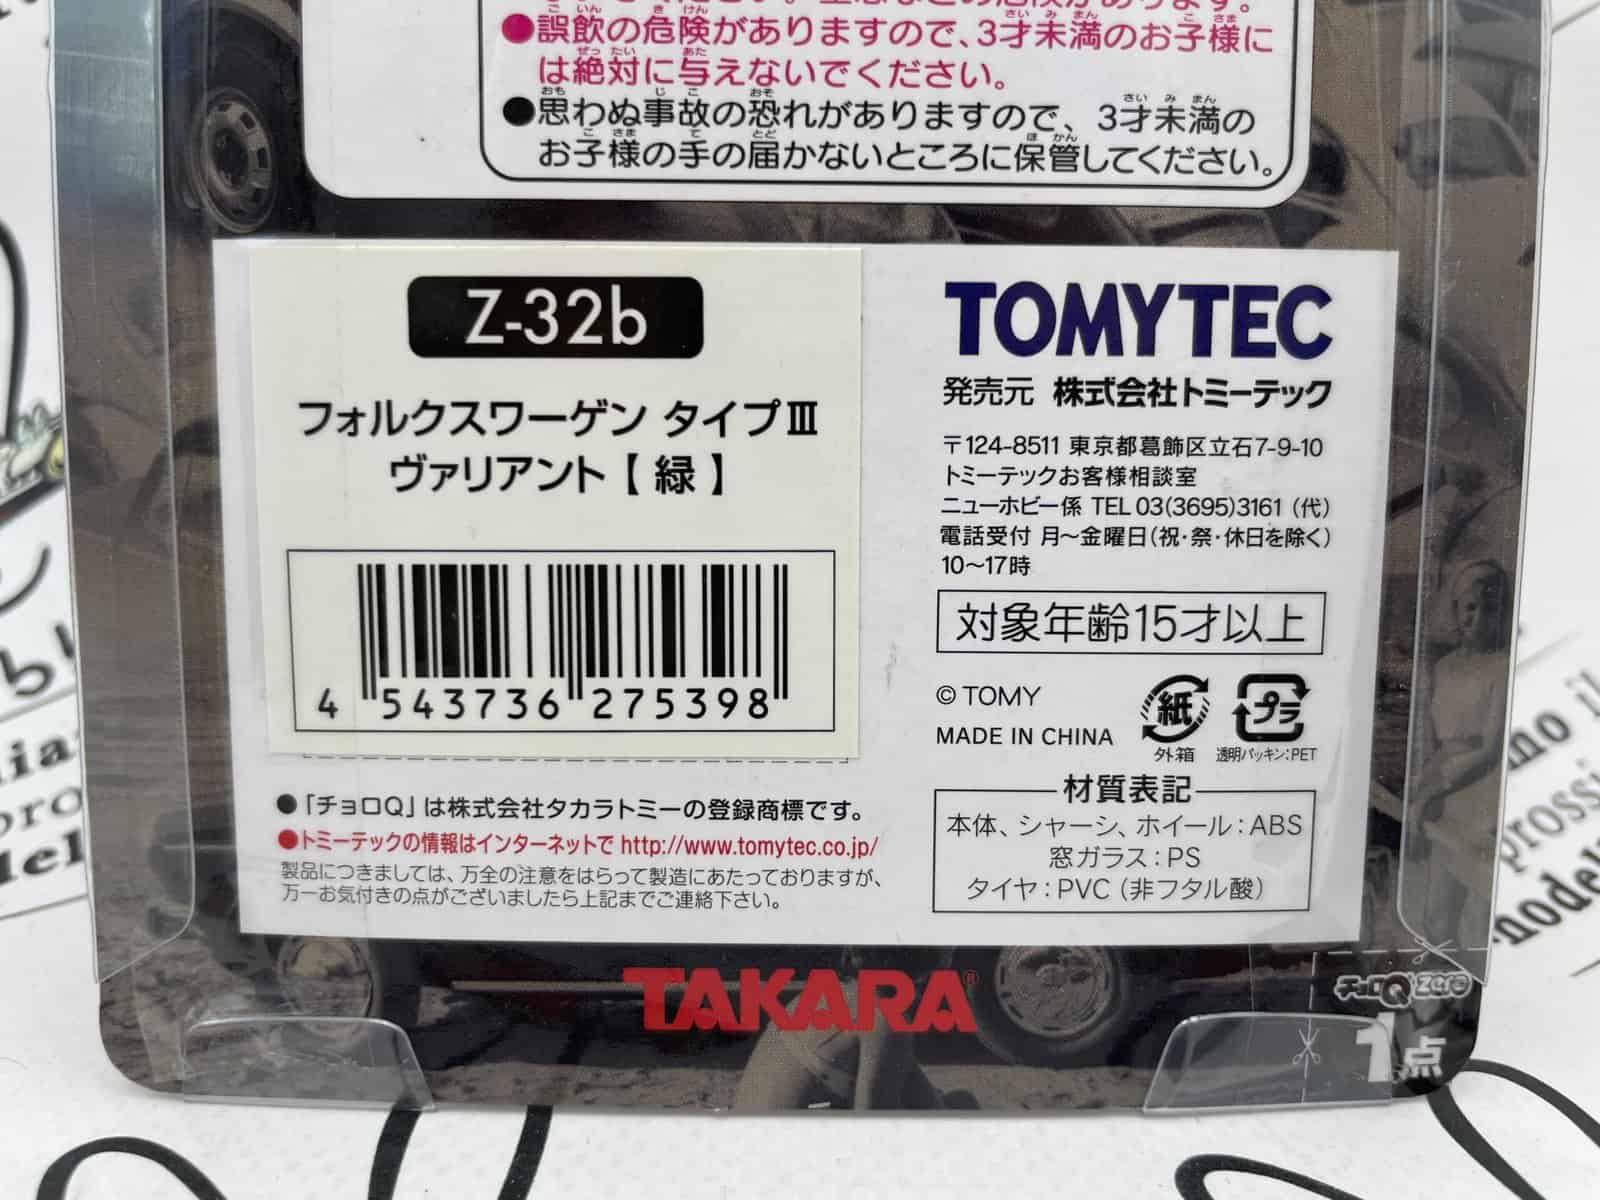 ●誤飲の危険がありますので、3才未満のお子様に
は絶対に与えないでください。
●思わぬ事故の恐れがありますので、3才未満の
お子様の手の届かないところに保管してください。
Z-32b
フォルクスワーゲン タイプⅢ
ヴァリアント【 緑 】
4 543736 275398
●「チョロQ」は株式会社タカラトミーの登録商標です。
●トミーテックの情報はインターネットで http://www.tomytec.co.jp/
製品につきましては、万全の注意をはらって製造にあたっておりますが、
万一お気付きの点がございましたら上記までご連絡下さい。
TOMYTEC
発売元 株式会社トミーテック
〒124-8511 東京都葛飾区立石7-9-10
トミーテックお客様相談室
ニューホビー係 TEL 03(3695)3161 (代)
電話受付 月〜金曜日(祝・祭・休日を除く)
10〜17時
対象年齢15才以上
© TOMY
MADE IN CHINA
紙
外箱
プラ
透明パッキン:PET
材質表記
本体、シャーシ、ホイール:ABS
窓ガラス:PS
タイヤ:PVC (非フタル酸)
TAKARA®
チョロQ zero
1点